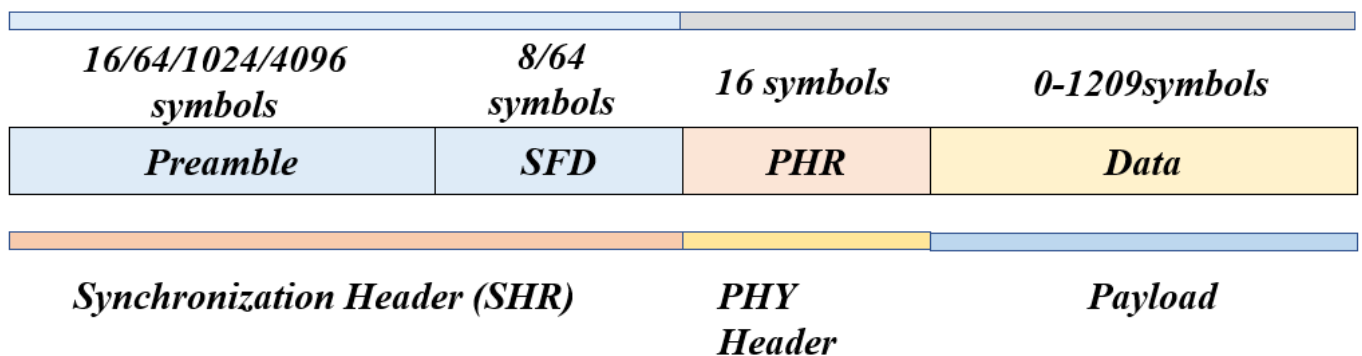 16/64/1024/4096 symbols
8/64 symbols
16 symbols
0-1209symbols
Preamble
SFD
PHR
Data
Synchronization Header (SHR)
PHY Header
Payload